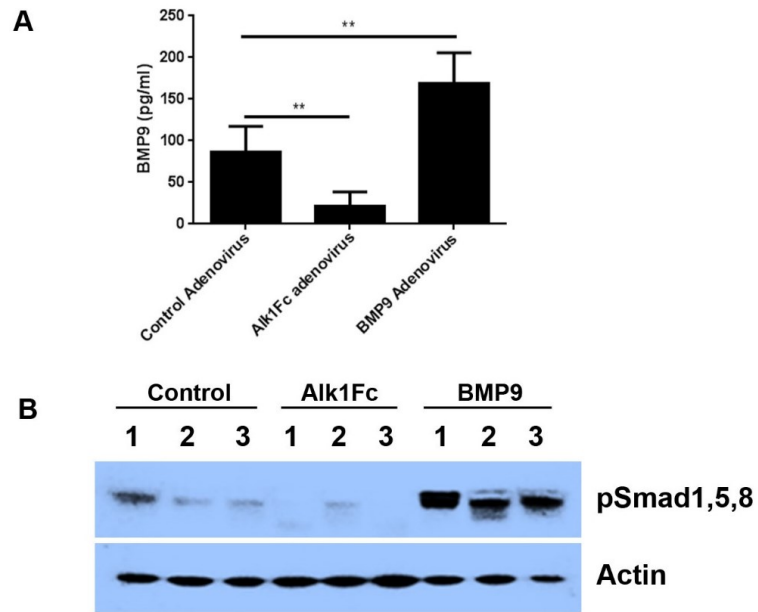 A
**
**
BMP9 (pg/ml)
250
200
150
100
50
0
Control Adenovirus
Alk1Fc adenovirus
BMP9 Adenovirus
B
Control Alk1Fc BMP9
1 2 3 1 2 3 1 2 3
pSmad1,5,8
Actin